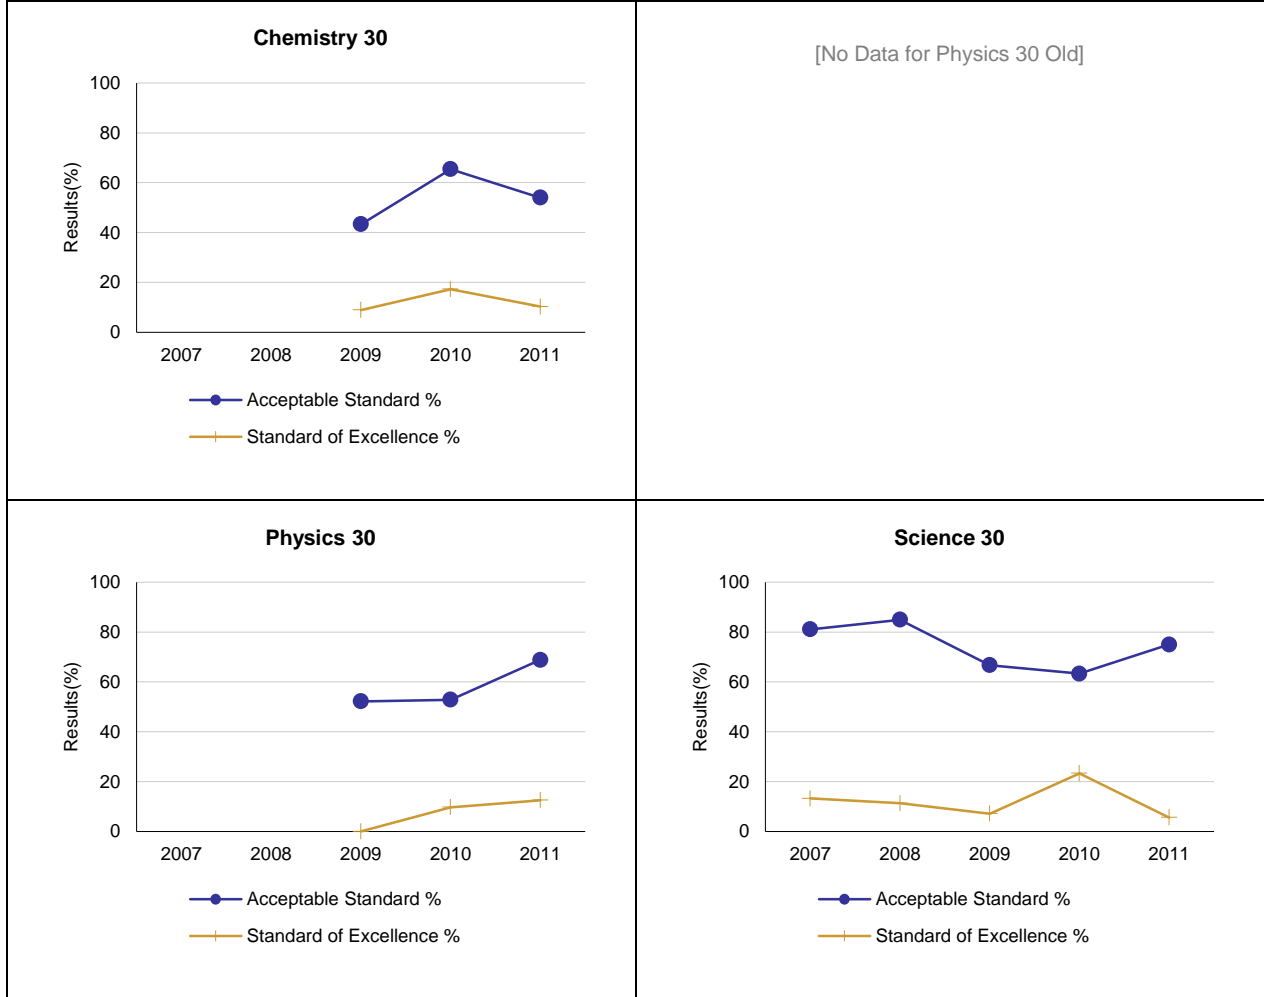 Chemistry 30
100
80
60
40
20
0
Results(%)
2007 2008 2009 2010 2011
Acceptable Standard %
Standard of Excellence %
[No Data for Physics 30 Old]
Physics 30
100
80
60
40
20
0
Results(%)
2007 2008 2009 2010 2011
Acceptable Standard %
Standard of Excellence %
Science 30
100
80
60
40
20
0
Results(%)
2007 2008 2009 2010 2011
Acceptable Standard %
Standard of Excellence %